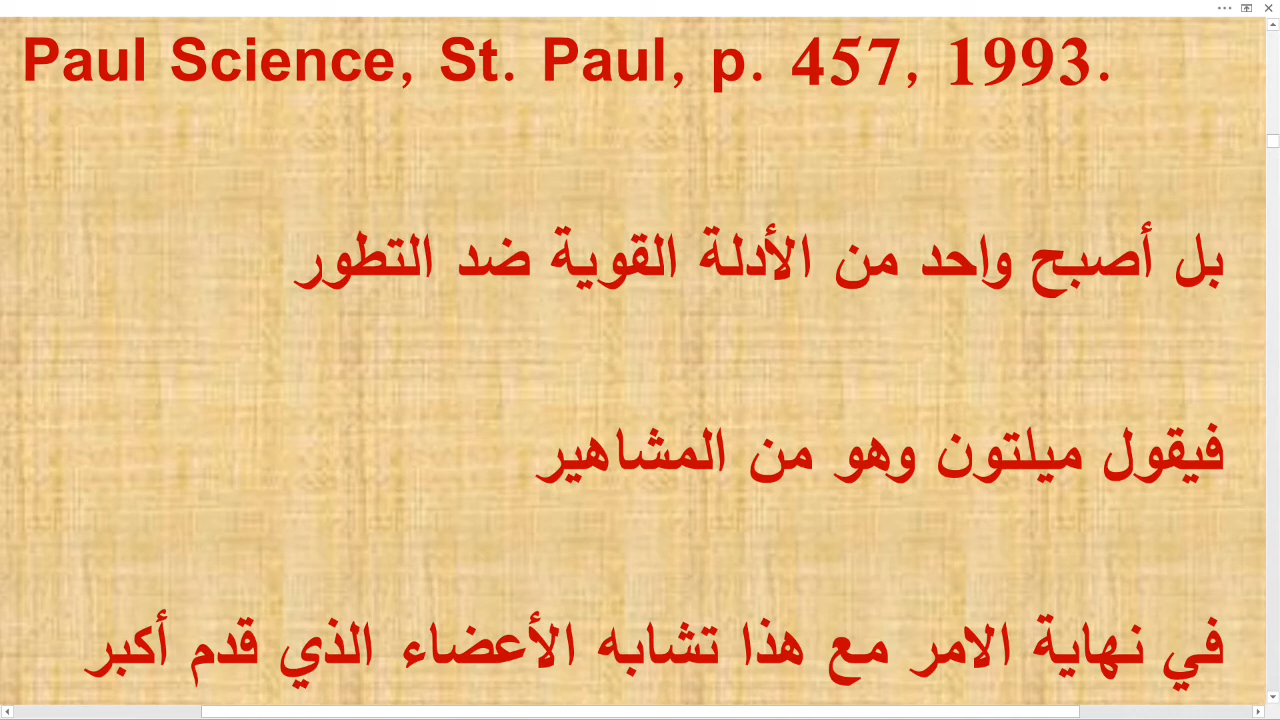 Paul Science, St. Paul, p. 457, 1993.
بل أصبح واحد من الأدلة القوية ضد التطور
فيقول ميلتون وهو من المشاهير
في نهاية الامر مع هذا تشابه الأعضاء الذي قدم أكبر